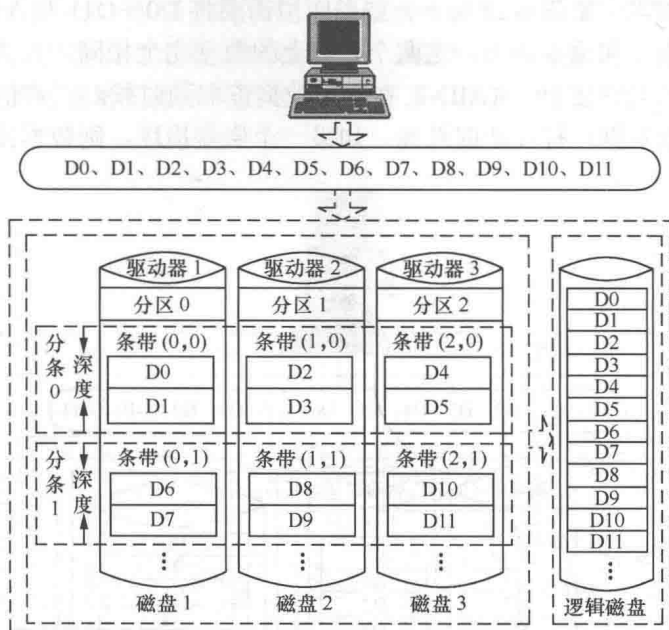 D0、D1、D2、D3、D4、D5、D6、D7、D8、D9、D10、D11
驱动器1 驱动器2 驱动器3
分区0 分区1 分区2
分条0 深度 条带(0,0) 条带(1,0) 条带(2,0)
D0 D2 D4
D1 D3 D5
分条1 深度 条带(0,1) 条带(1,1) 条带(2,1)
D6 D8 D10
D7 D9 D11
⋮ ⋮ ⋮
磁盘1 磁盘2 磁盘3
D0
D1
D2
D3
D4
D5
D6
D7
D8
D9
D10
D11
⋮
逻辑磁盘